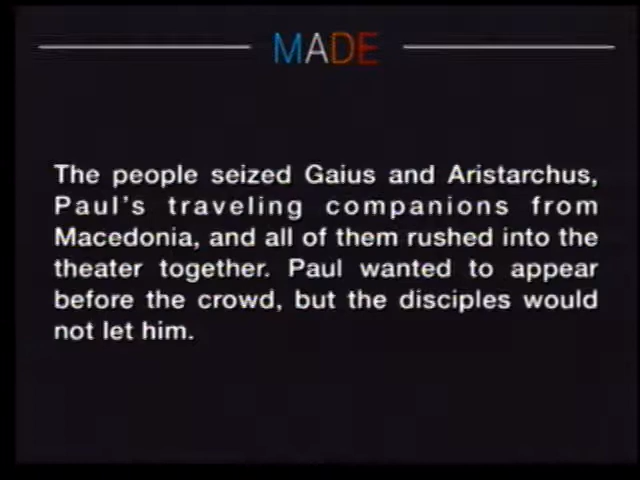 MADE
The people seized Gaius and Aristarchus,
Paul's traveling companions from
Macedonia, and all of them rushed into the
theater together. Paul wanted to appear
before the crowd, but the disciples would
not let him.